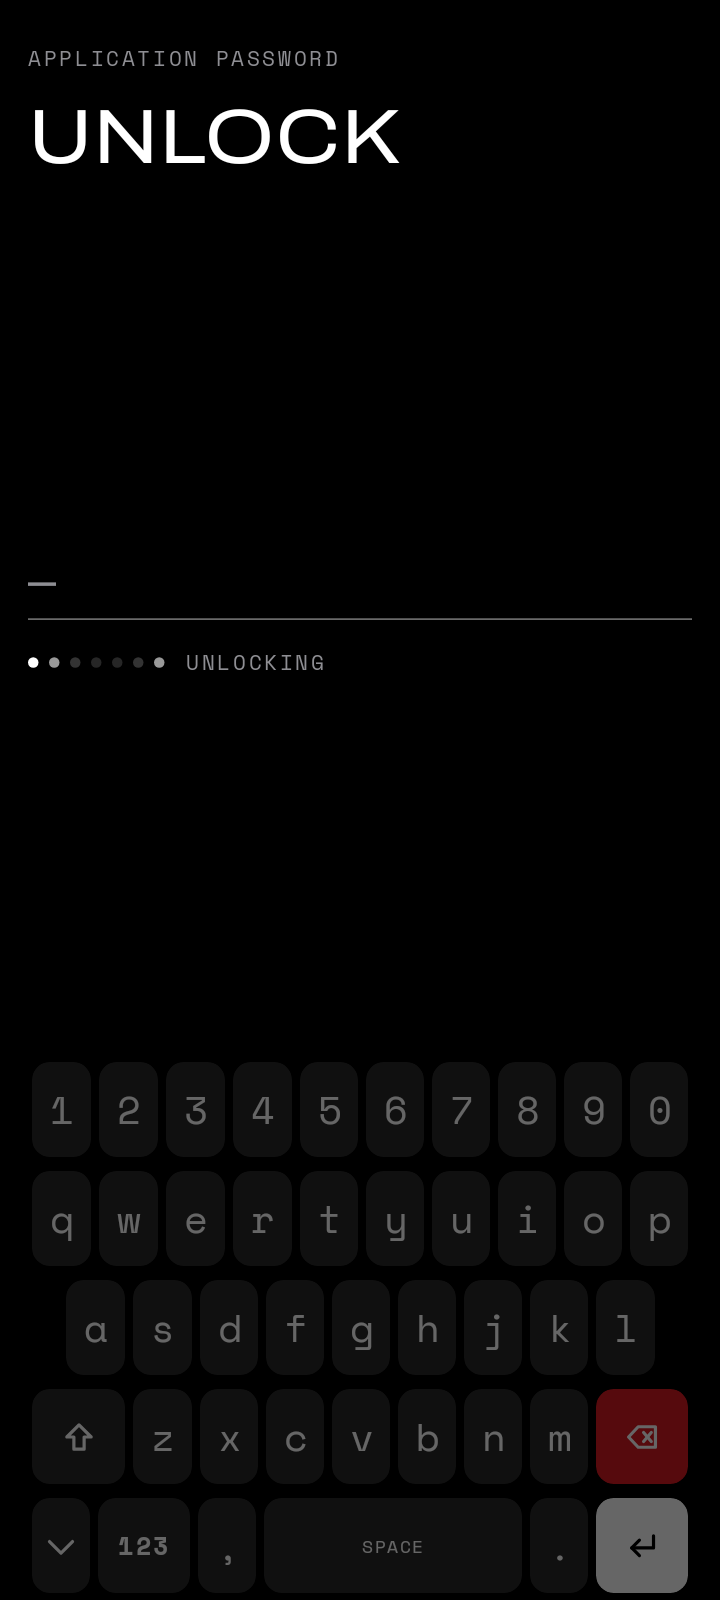 APPLICATION PASSWORD
UNLOCK
UNLOCKING
1 2 3 4 5 6 7 8 9 0
q w e r t y u i o p
a s d f g h j k l
z x c v b n m
123 , SPACE .